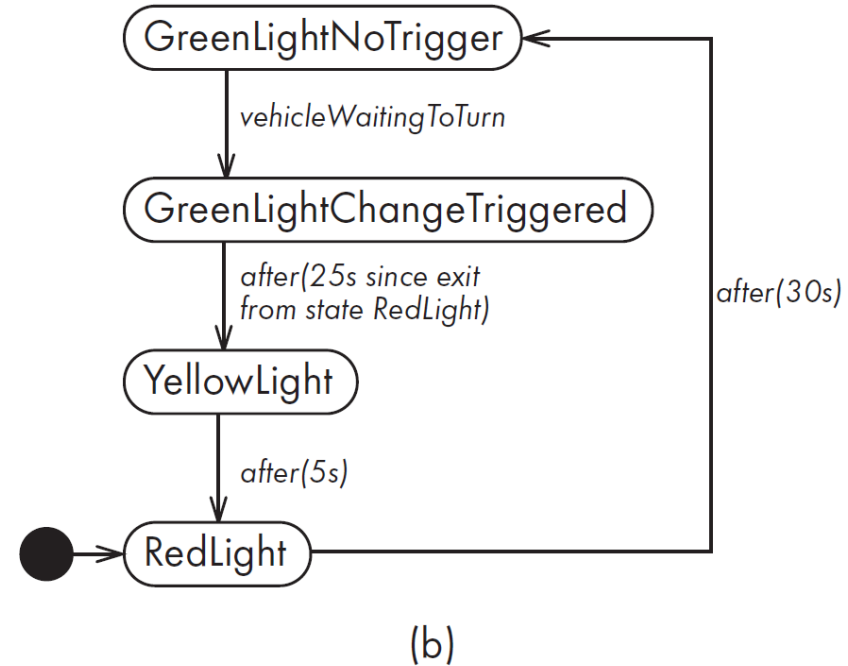 GreenLightNoTrigger
vehicleWaitingToTurn
GreenLightChangeTriggered
after(25s since exit
from state RedLight)
after(30s)
YellowLight
after(5s)
RedLight
(b)